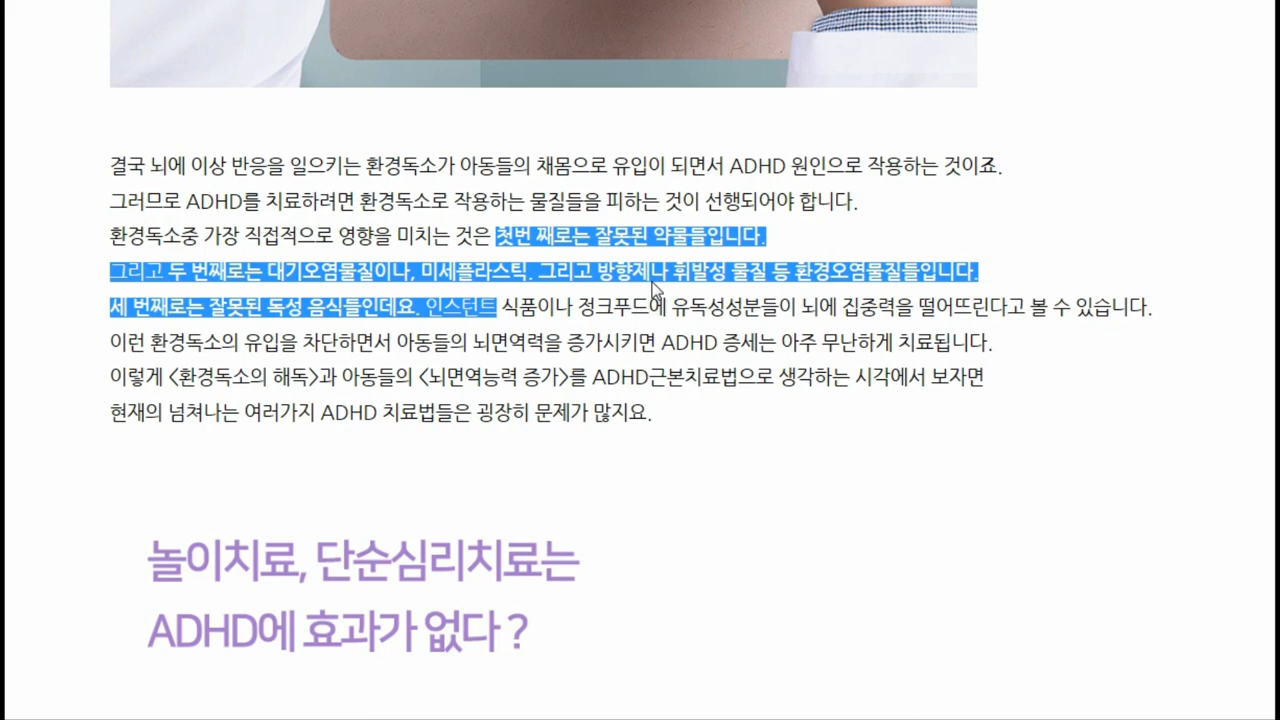 결국 뇌에 이상 반응을 일으키는 환경독소가 아동들의 채몸으로 유입이 되면서 ADHD 원인으로 작용하는 것이죠.
그러므로 ADHD를 치료하려면 환경독소로 작용하는 물질들을 피하는 것이 선행되어야 합니다.
환경독소중 가장 직접적으로 영향을 미치는 것은 첫번 째로는 잘못된 약물들입니다.
그리고 두 번째로는 대기오염물질이나, 미세플라스틱. 그리고 방향제나 휘발성 물질 등 환경오염물질들입니다.
세 번째로는 잘못된 독성 음식들인데요. 인스턴트 식품이나 정크푸드에 유독성성분들이 뇌에 집중력을 떨어뜨린다고 볼 수 있습니다.
이런 환경독소의 유입을 차단하면서 아동들의 뇌면역력을 증가시키면 ADHD 증세는 아주 무난하게 치료됩니다.
이렇게 <환경독소의 해독>과 아동들의 <뇌면역능력 증가>를 ADHD근본치료법으로 생각하는 시각에서 보자면
현재의 넘쳐나는 여러가지 ADHD 치료법들은 굉장히 문제가 많지요.
놀이치료, 단순심리치료는
ADHD에 효과가 없다 ?